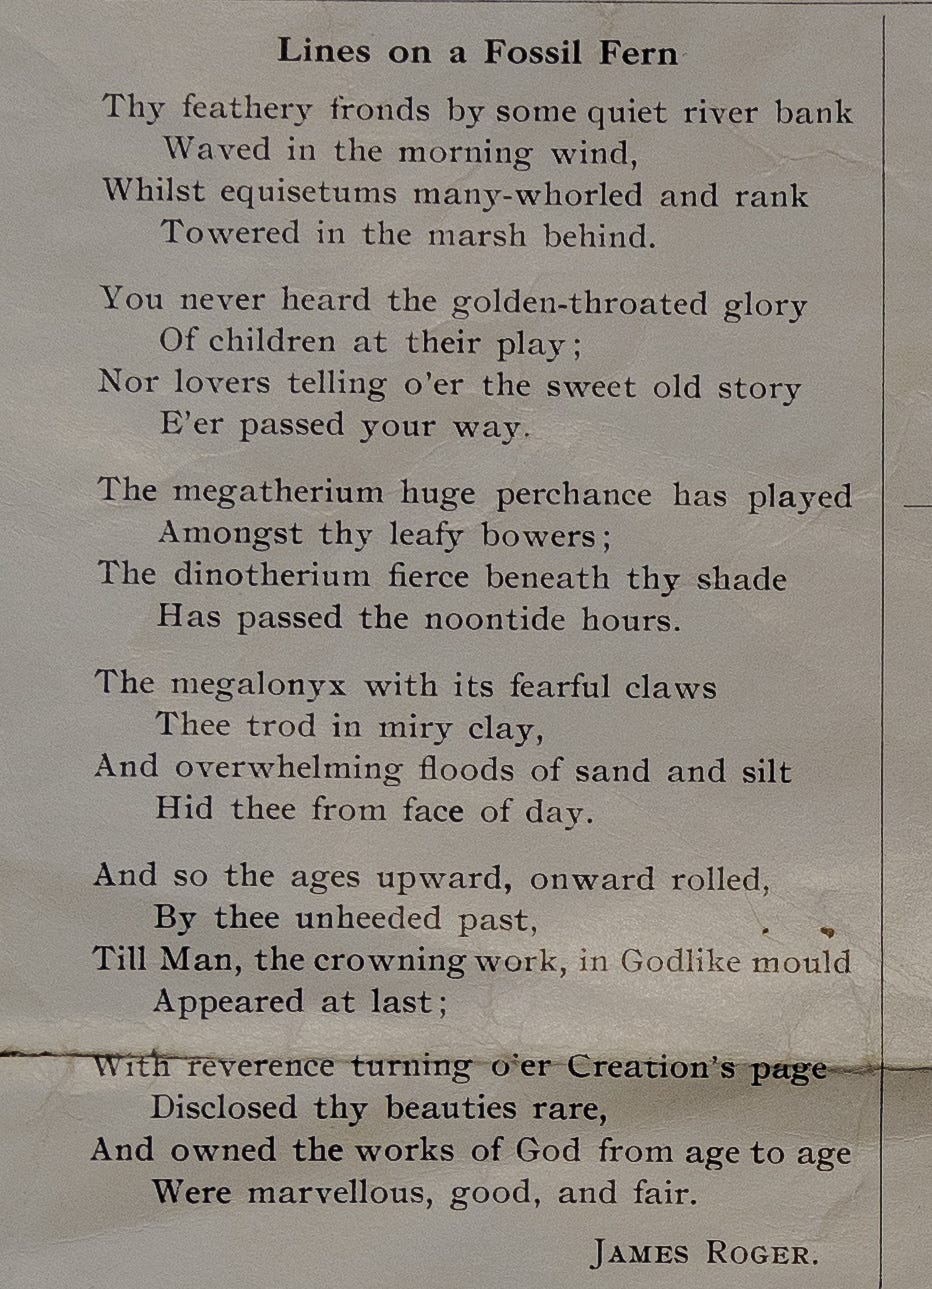 Lines on a Fossil Fern
Thy feathery fronds by some quiet river bank
Waved in the morning wind,
Whilst equisetums many-whorled and rank
Towered in the marsh behind.
You never heard the golden-throated glory
Of children at their play;
Nor lovers telling o'er the sweet old story
E'er passed your way.
The megatherium huge perchance has played
Amongst thy leafy bowers;
The dinotherium fierce beneath thy shade
Has passed the noontide hours.
The megalonyx with its fearful claws
Thee trod in miry clay,
And overwhelming floods of sand and silt
Hid thee from face of day.
And so the ages upward, onward rolled,
By thee unheeded past,
Till Man, the crowning work, in Godlike mould
Appeared at last;
With reverence turning o'er Creation's page
Disclosed thy beauties rare,
And owned the works of God from age to age
Were marvellous, good, and fair.
JAMES ROGER.